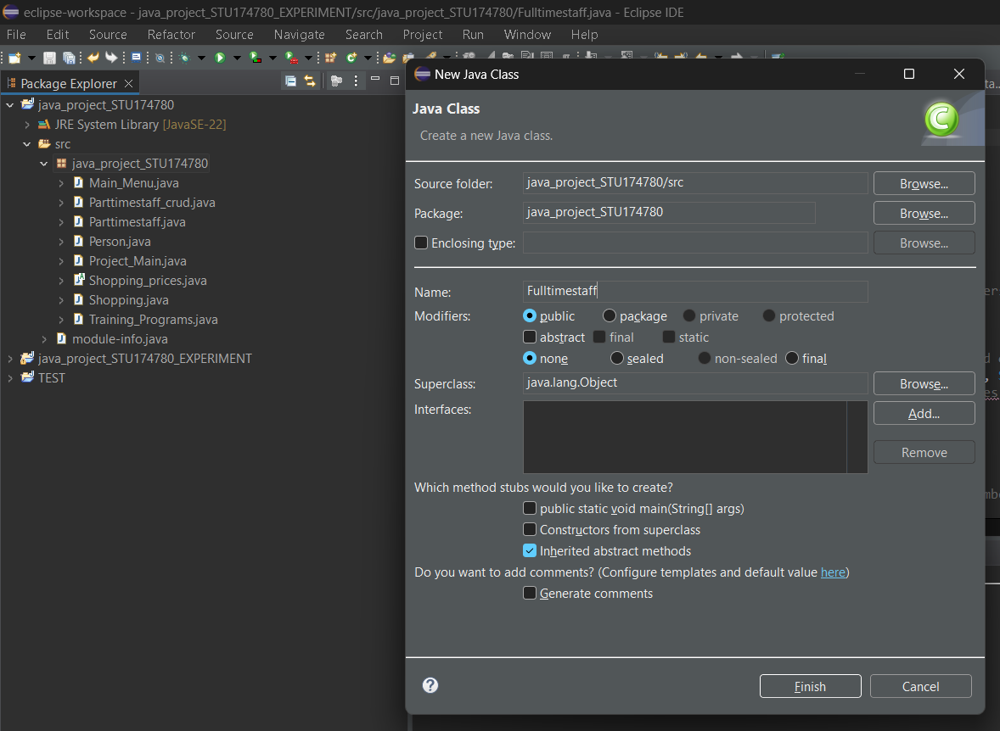 eclipse-workspace - java_project_STU174780_EXPERIMENT/src/java_project_STU174780/Fulltimestaff.java - Eclipse IDE
File Edit Source Refactor Source Navigate Search Project Run Window Help
Package Explorer
java_project_STU174780
JRE System Library [JavaSE-22]
src
java_project_STU174780
Main_Menu.java
Parttimestaff_crud.java
Parttimestaff.java
Person.java
Project_Main.java
Shopping_prices.java
Shopping.java
Training_Programs.java
module-info.java
java_project_STU174780_EXPERIMENT
TEST
New Java Class
Java Class
Create a new Java class.
Source folder: java_project_STU174780/src Browse...
Package: java_project_STU174780 Browse...
Enclosing type: Browse...
Name: Fulltimestaff
Modifiers: public package private protected
abstract final static
none sealed non-sealed final
Superclass: java.lang.Object Browse...
Interfaces: Add...
Remove
Which method stubs would you like to create?
public static void main(String[] args)
Constructors from superclass
Inherited abstract methods
Do you want to add comments? (Configure templates and default value here)
Generate comments
Finish Cancel